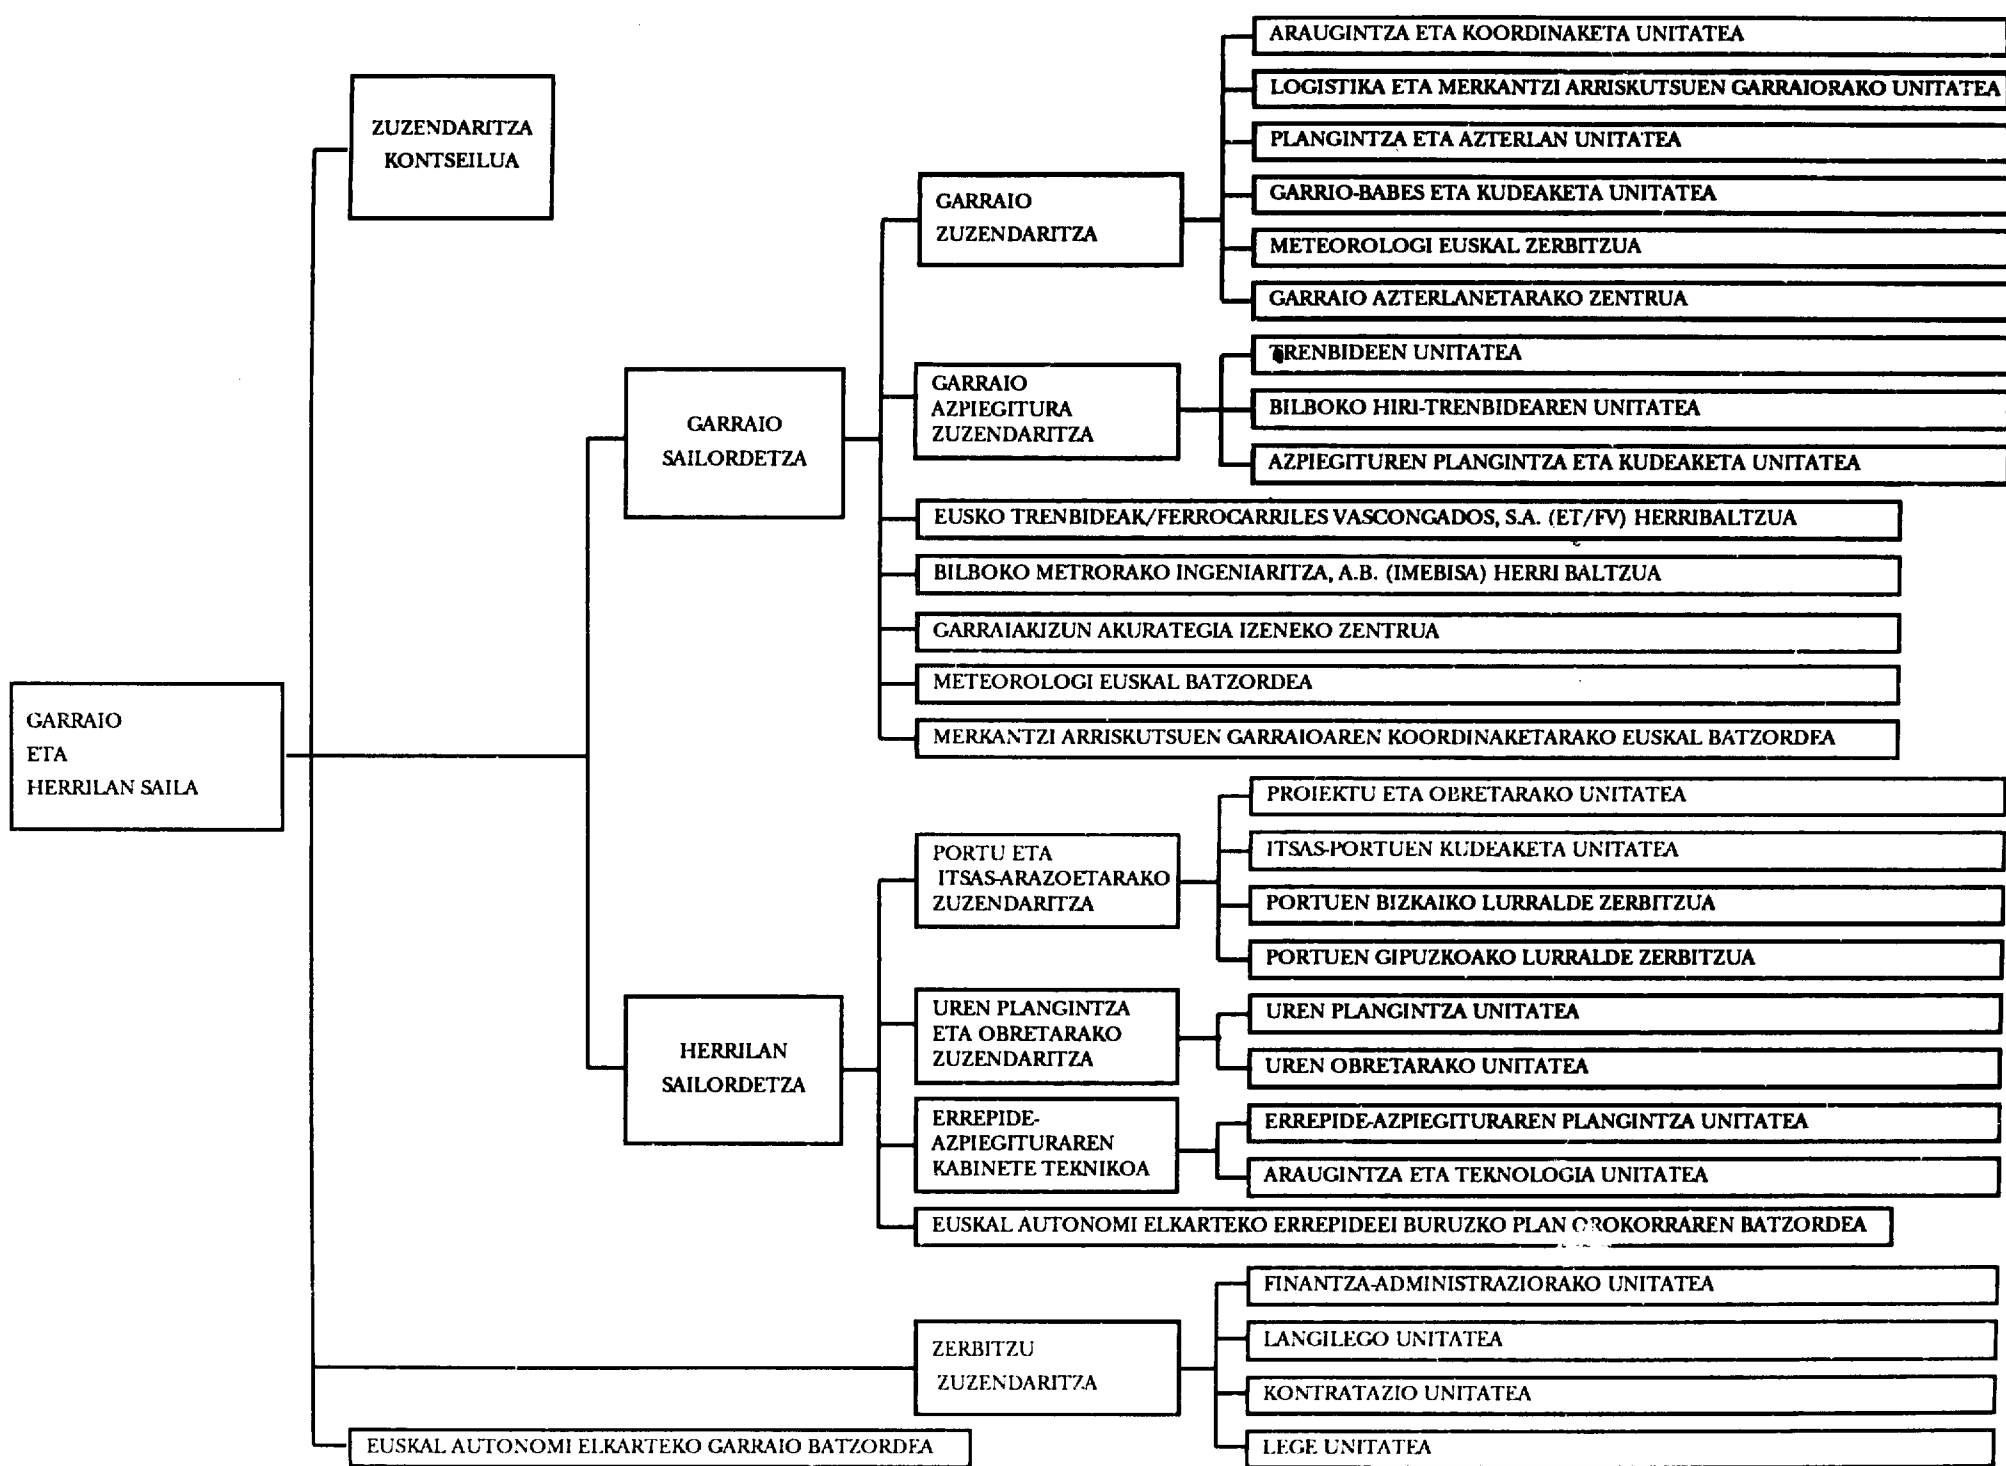 GARRAIO
ETA
HERRILAN SAILA
ZUZENDARITZA
KONTSEILUA
GARRAIO
SAILORDETZA
GARRAIO
ZUZENDARITZA
ARAUGINTZA ETA KOORDINAKETA UNITATEA
LOGISTIKA ETA MERKANTZI ARRISKUTSUEN GARRAIORAKO UNITATEA
PLANGINTZA ETA AZTERLAN UNITATEA
GARRIO-BABES ETA KUDEAKETA UNITATEA
METEOROLOGI EUSKAL ZERBITZUA
GARRAIO AZTERLANETARAKO ZENTRUA
GARRAIO
AZPIEGITURA
ZUZENDARITZA
TRENBIDEEN UNITATEA
BILBOKO HIRI-TRENBIDEAREN UNITATEA
AZPIEGITUREN PLANGINTZA ETA KUDEAKETA UNITATEA
EUSKO TRENBIDEAK/FERROCARRILES VASCONGADOS, S.A. (ET/FV) HERRIBALTZUA
BILBOKO METRORAKO INGENIARITZA, A.B. (IMEBISA) HERRI BALTZUA
GARRAIAKIZUN AKURATEGIA IZENEKO ZENTRUA
METEOROLOGI EUSKAL BATZORDEA
MERKANTZI ARRISKUTSUEN GARRAIOAREN KOORDINAKETARAKO EUSKAL BATZORDEA
HERRILAN
SAILORDETZA
PORTU ETA
ITSAS-ARAZOETARAKO
ZUZENDARITZA
PROIEKTU ETA OBRETARAKO UNITATEA
ITSAS-PORTUEN KUDEAKETA UNITATEA
PORTUEN BIZKAIKO LURRALDE ZERBITZUA
PORTUEN GIPUZKOAKO LURRALDE ZERBITZUA
UREN PLANGINTZA
ETA OBRETARAKO
ZUZENDARITZA
UREN PLANGINTZA UNITATEA
UREN OBRETARAKO UNITATEA
ERREPIDE-
AZPIEGITURAREN
KABINETE TEKNIKOA
ERREPIDE-AZPIEGITURAREN PLANGINTZA UNITATEA
ARAUGINTZA ETA TEKNOLOGIA UNITATEA
EUSKAL AUTONOMI ELKARTEKO ERREPIDEEI BURUZKO PLAN OROKORRAREN BATZORDEA
ZERBITZU
ZUZENDARITZA
FINANTZA-ADMINISTRAZIORAKO UNITATEA
LANGILEGO UNITATEA
KONTRATAZIO UNITATEA
LEGE UNITATEA
EUSKAL AUTONOMI ELKARTEKO GARRAIO BATZORDEA